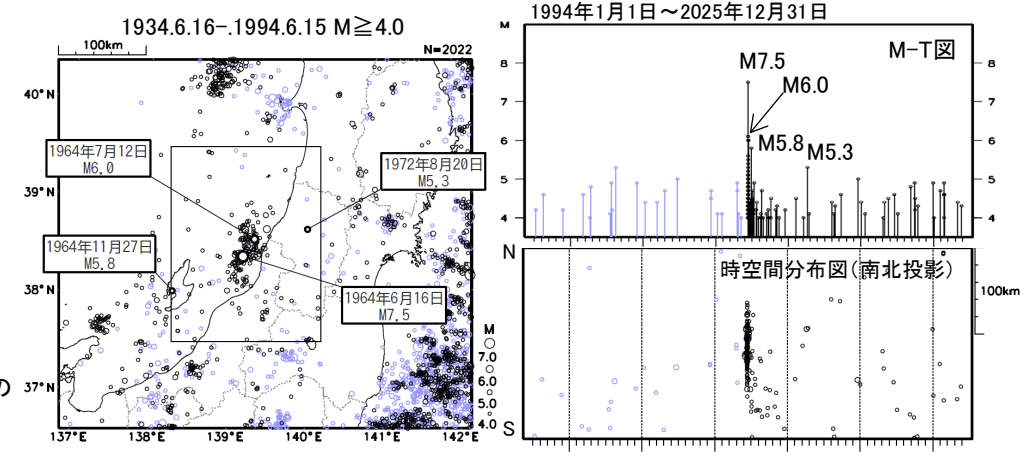 1934.6.16-.1994.6.15 M≧4.0
100km
N=2022
40°N
39°N
38°N
37°N
137°E
138°E
139°E
140°E
141°E
142°E
1964年7月12日
M6.0
1972年8月20日
M5.3
1964年11月27日
M5.8
1964年6月16日
M7.5
M
7.0
6.0
5.0
4.0
の
1994年1月1日～2025年12月31日
M
M-T図
8
7
6
5
4
8
7
6
5
4
M7.5
M6.0
M5.8
M5.3
N
時空間分布図(南北投影)
100km
S